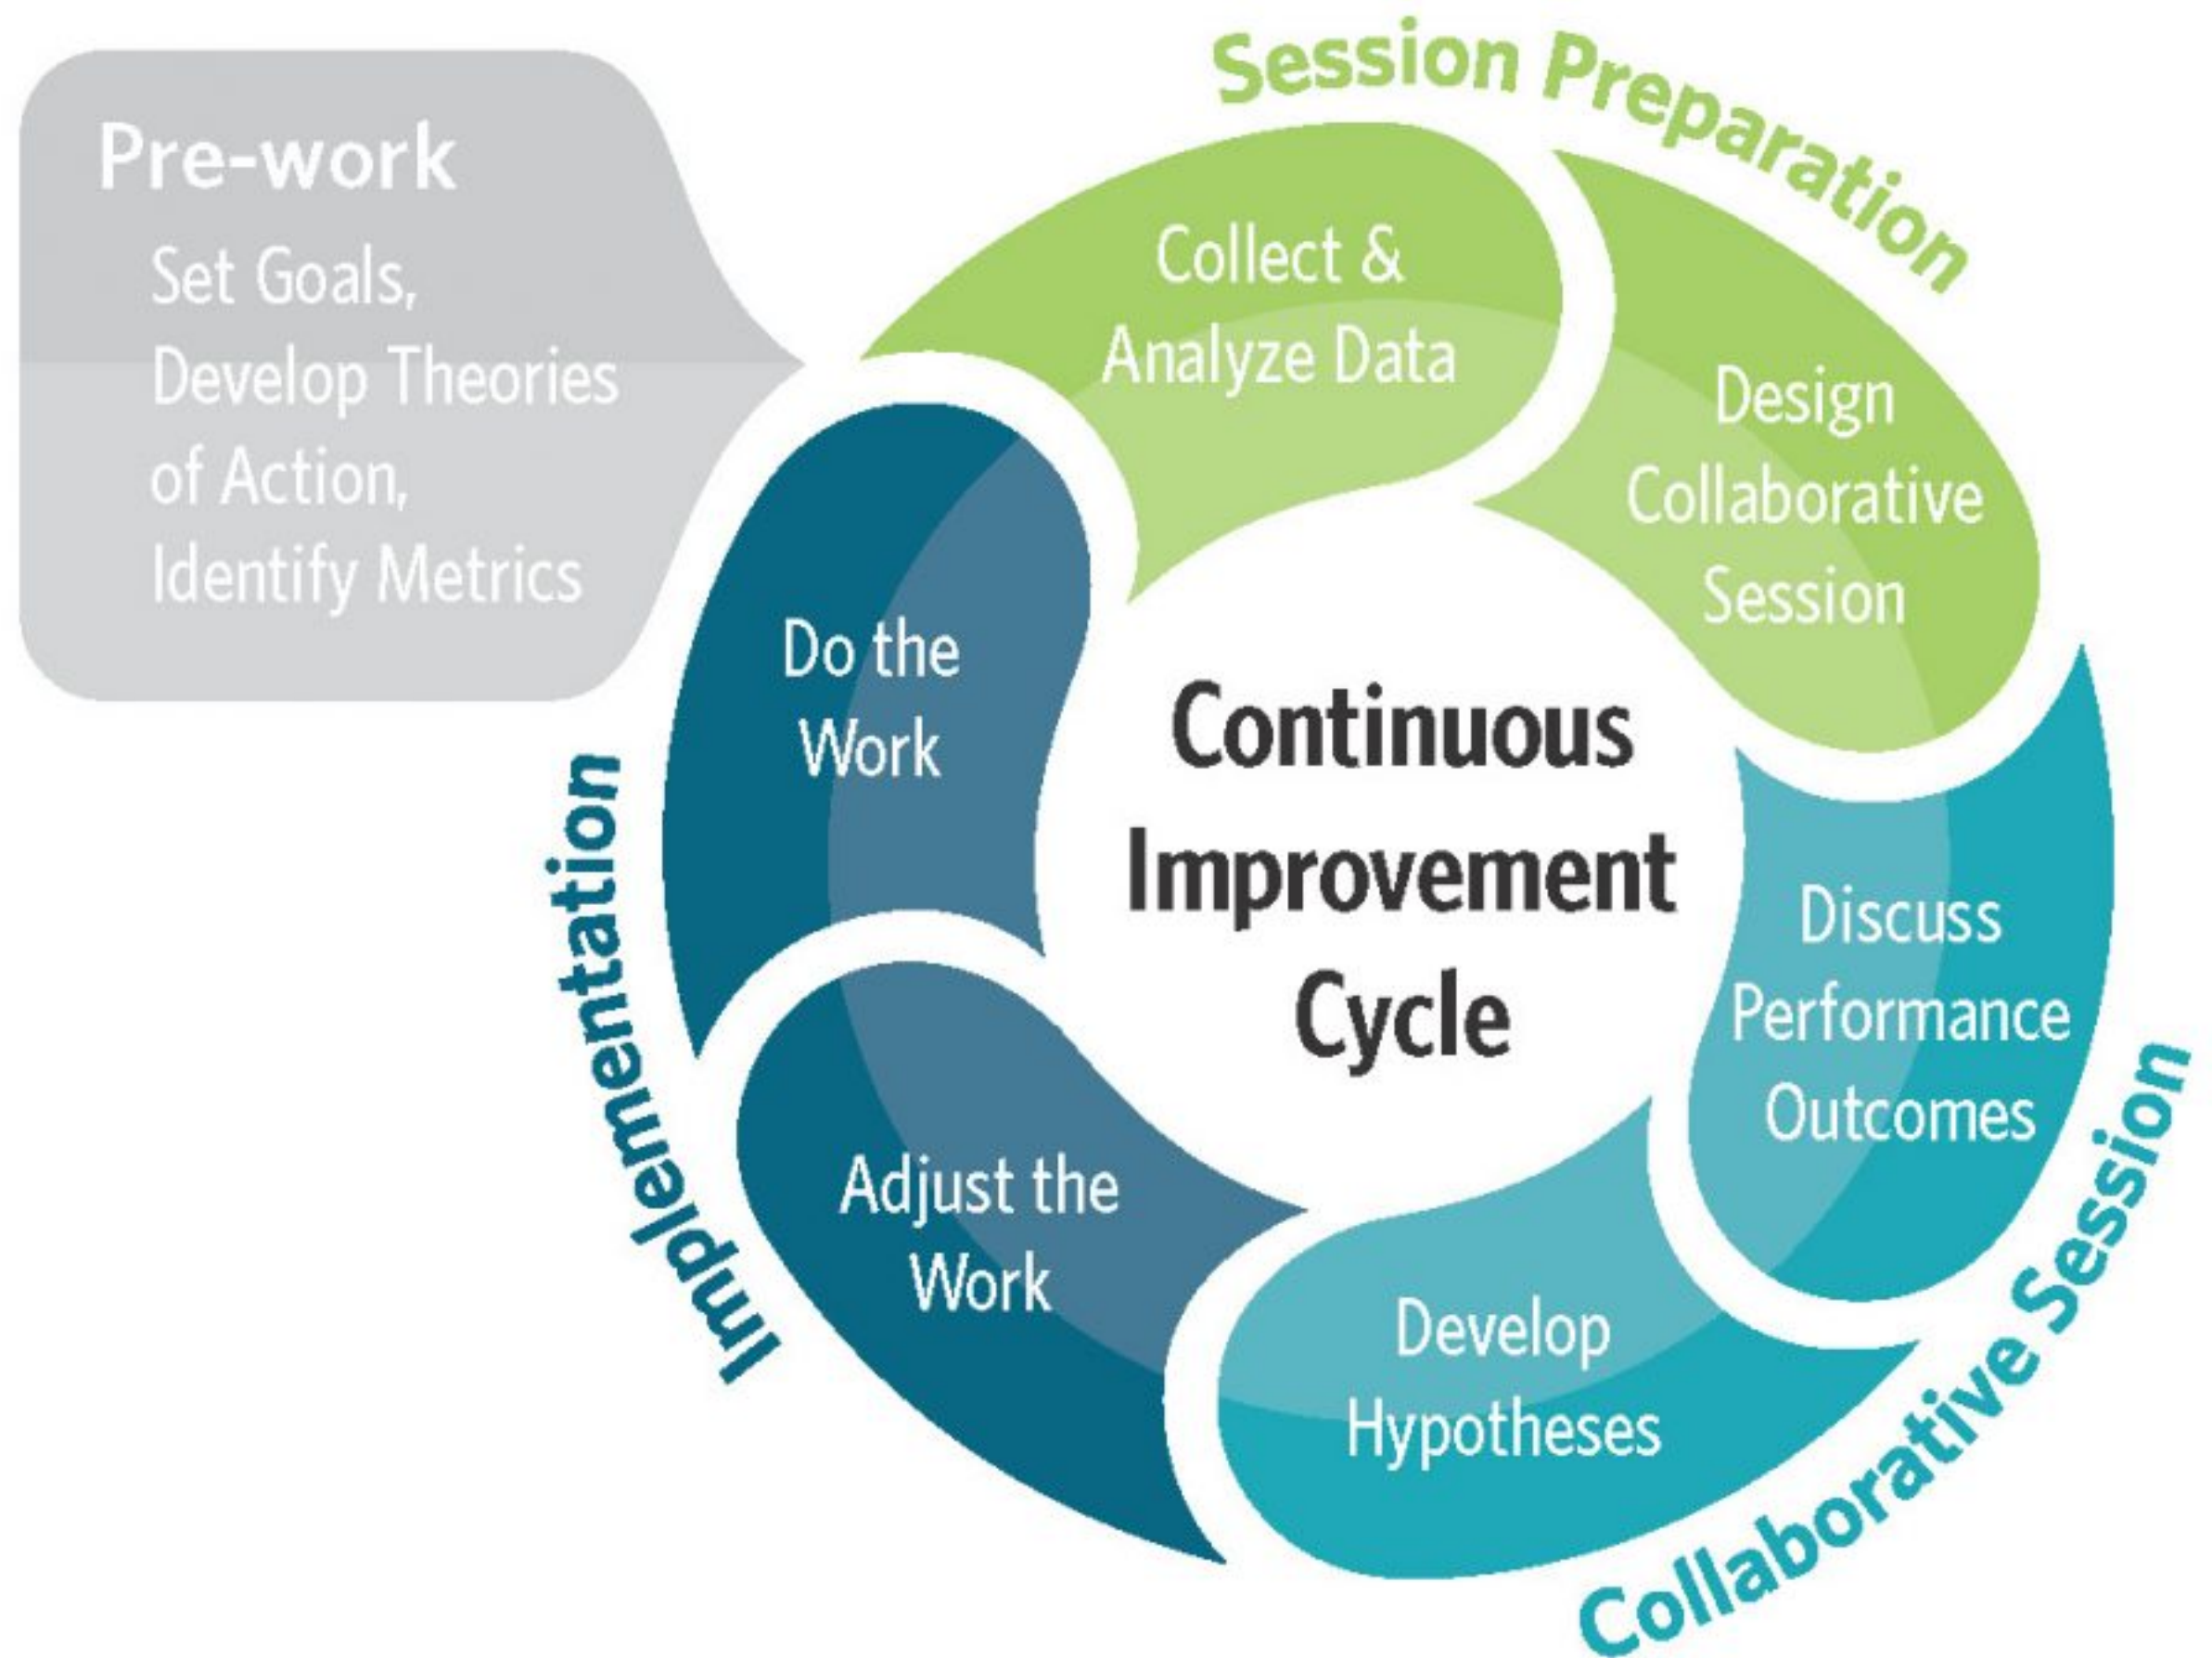 Pre-work
Set Goals,
Develop Theories
of Action,
Identify Metrics
Session Preparation
Collect &
Analyze Data
Design
Collaborative
Session
Discuss
Performance
Outcomes
Collaborative Session
Develop
Hypotheses
Adjust the
Work
Implementation
Do the
Work
Continuous
Improvement
Cycle